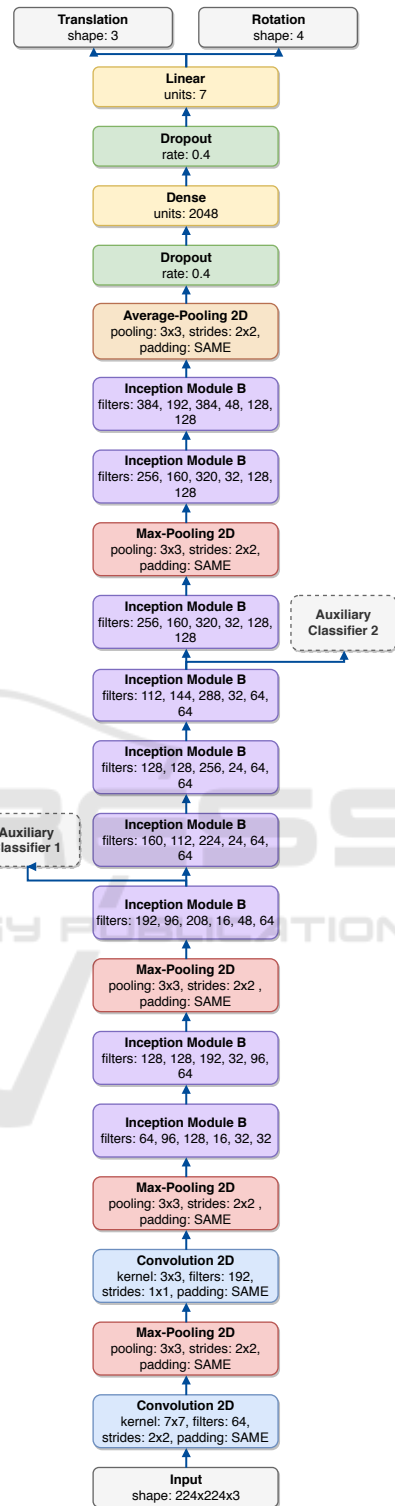 Translation
shape: 3
Rotation
shape: 4
Linear
units: 7
Dropout
rate: 0.4
Dense
units: 2048
Dropout
rate: 0.4
Average-Pooling 2D
pooling: 3x3, strides: 2x2,
padding: SAME
Inception Module B
filters: 384, 192, 384, 48, 128,
128
Inception Module B
filters: 256, 160, 320, 32, 128,
128
Max-Pooling 2D
pooling: 3x3, strides: 2x2,
padding: SAME
Inception Module B
filters: 256, 160, 320, 32, 128,
128
Auxiliary
Classifier 2
Inception Module B
filters: 112, 144, 288, 32, 64,
64
Inception Module B
filters: 128, 128, 256, 24, 64,
64
Inception Module B
filters: 160, 112, 224, 24, 64,
64
Auxiliary
lassifier 1
Inception Module B
filters: 192, 96, 208, 16, 48, 64
GY PUBLICATION
Max-Pooling 2D
pooling: 3x3, strides: 2x2 ,
padding: SAME
Inception Module B
filters: 128, 128, 192, 32, 96,
64
Inception Module B
filters: 64, 96, 128, 16, 32, 32
Max-Pooling 2D
pooling: 3x3, strides: 2x2 ,
padding: SAME
Convolution 2D
kernel: 3x3, filters: 192,
strides: 1x1, padding: SAME
Max-Pooling 2D
pooling: 3x3, strides: 2x2,
padding: SAME
Convolution 2D
kernel: 7x7, filters: 64,
strides: 2x2, padding: SAME
Input
shape: 224x224x3